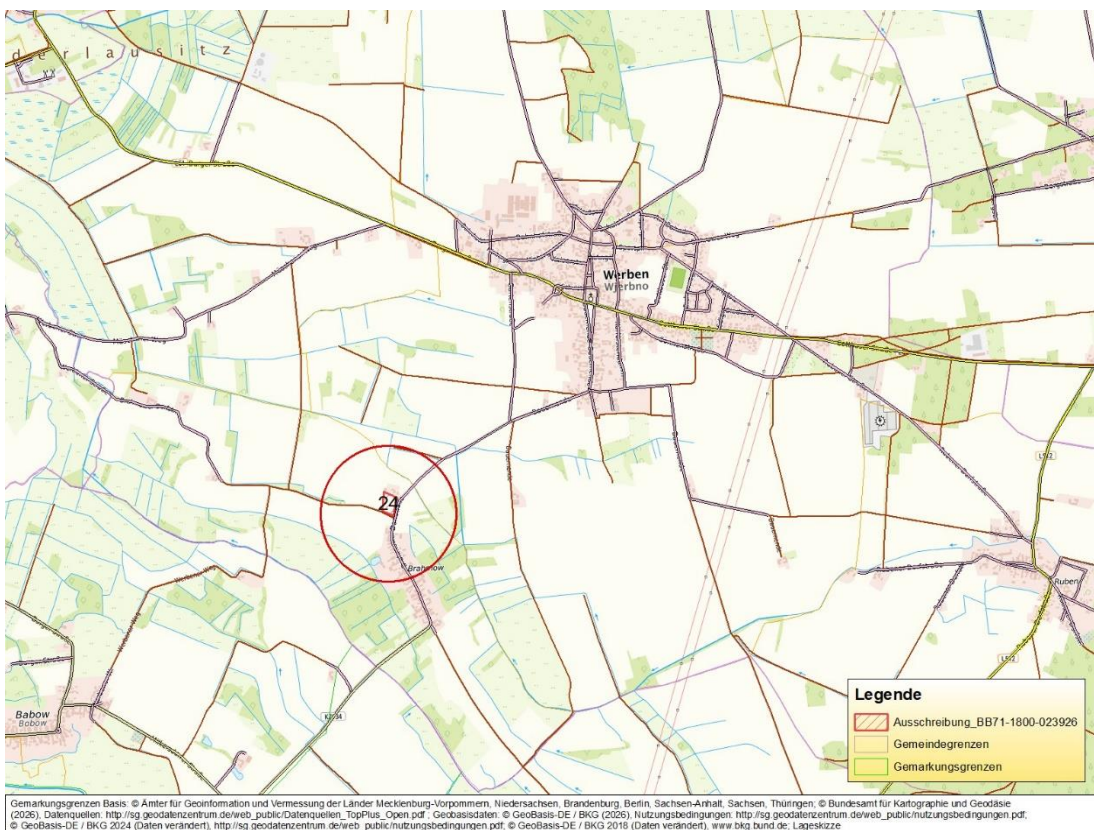 derlausitz
Werben
Wjerbno
24
Brahmow
Werbener Weg
Babow
Bobow
Ruben
L512
L512
Legende
Ausschreibung_BB71-1800-023926
Gemeindegrenzen
Gemarkungsgrenzen
Gemarkungsgrenzen Basis: © Ämter für Geoinformation und Vermessung der Länder Mecklenburg-Vorpommern, Niedersachsen, Brandenburg, Berlin, Sachsen-Anhalt, Sachsen, Thüringen; © Bundesamt für Kartographie und Geodäsie
(2026), Datenquellen: http://sg.geodatenzentrum.de/web_public/Datenquellen_TopPlus_Open.pdf ; Geobasisdaten: © GeoBasis-DE / BKG (2026), Nutzungsbedingungen: http://sg.geodatenzentrum.de/web_public/nutzungsbedingungen.pdf;
© GeoBasis-DE / BKG 2024 (Daten verändert), http://sg.geodatenzentrum.de/web_public/nutzungsbedingungen.pdf; © GeoBasis-DE / BKG 2018 (Daten verändert), www.bkg.bund.de; Lageskizze